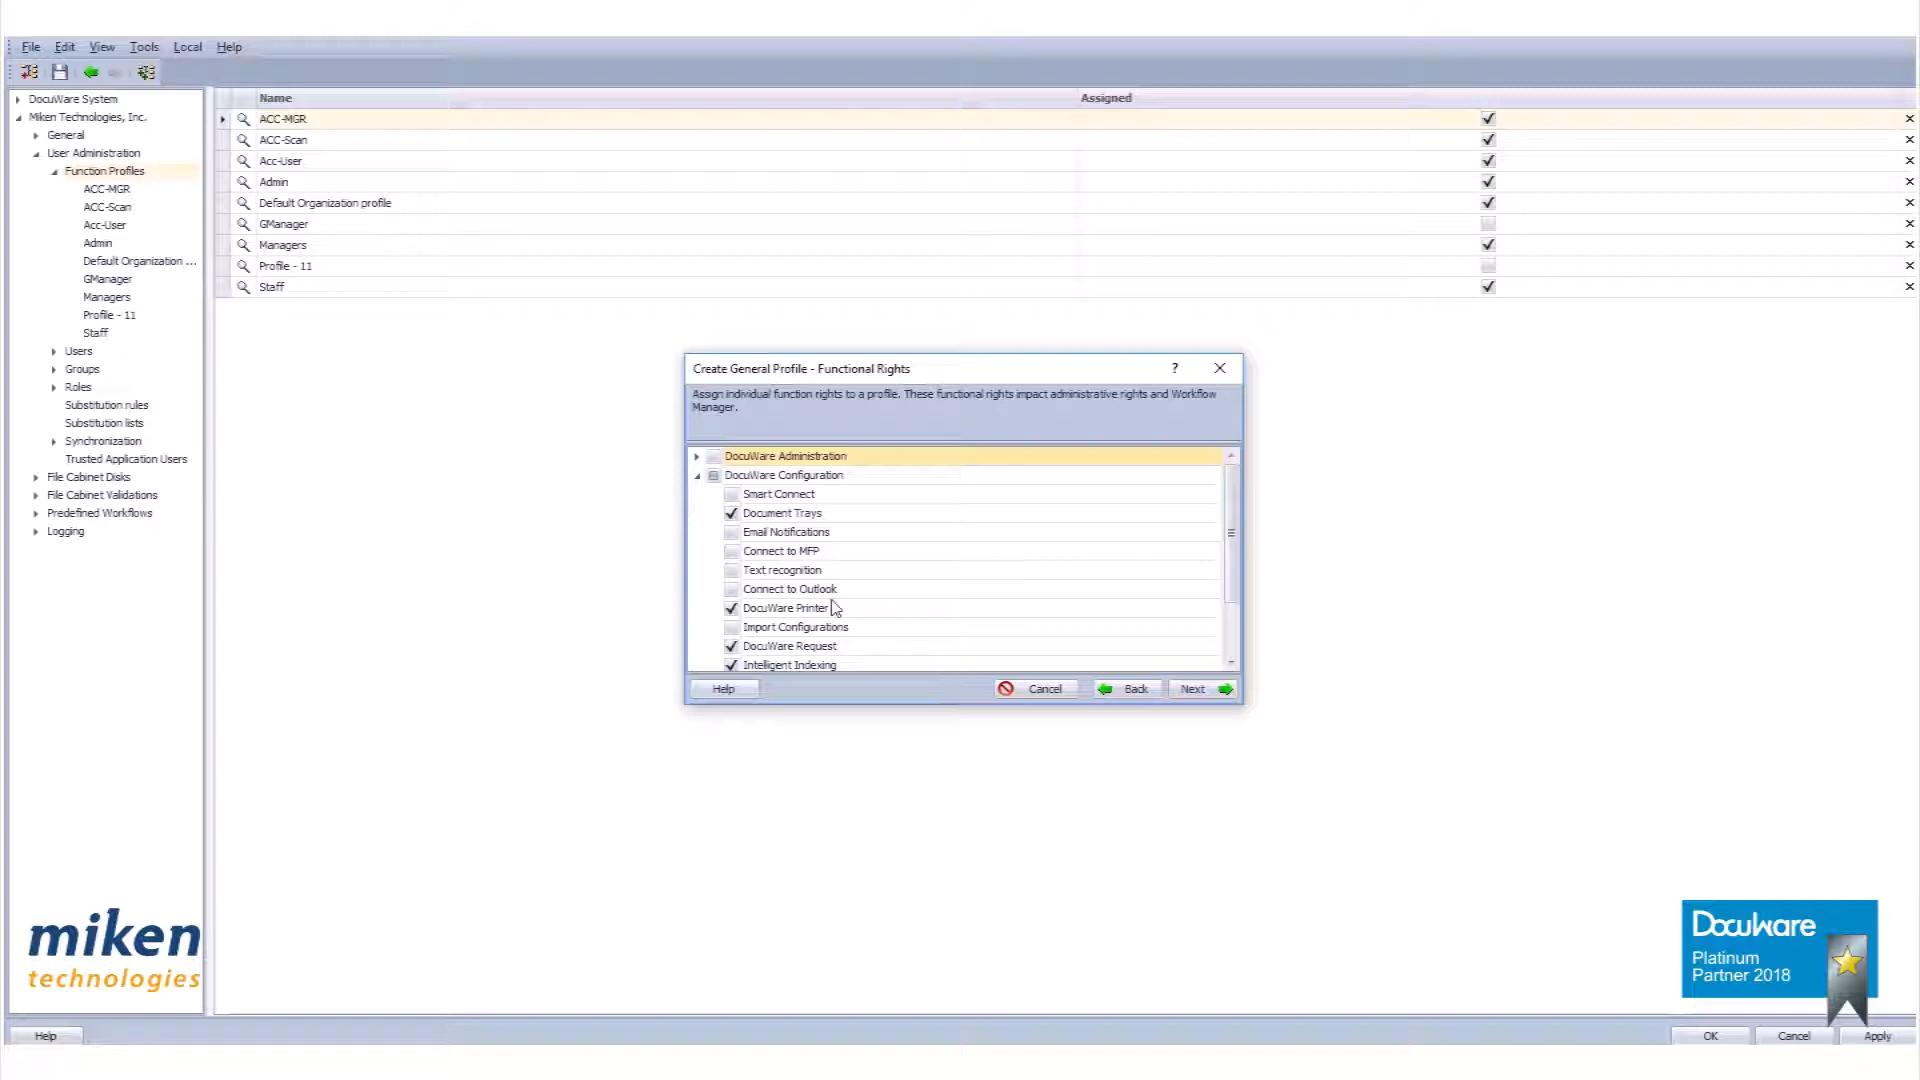 File Edit View Tools Local Help
DocuWare System
Miken Technologies, Inc.
General
User Administration
Function Profiles
ACC-MGR
ACC-Scan
Acc-User
Admin
Default Organization ...
GManager
Managers
Profile - 11
Staff
Users
Groups
Roles
Substitution rules
Substitution lists
Synchronization
Trusted Application Users
File Cabinet Disks
File Cabinet Validations
Predefined Workflows
Logging
Name Assigned
ACC-MGR
ACC-Scan
Acc-User
Admin
Default Organization profile
GManager
Managers
Profile - 11
Staff
Create General Profile - Functional Rights
Assign individual function rights to a profile. These functional rights impact administrative rights and Workflow
Manager.
DocuWare Administration
DocuWare Configuration
Smart Connect
Document Trays
Email Notifications
Connect to MFP
Text recognition
Connect to Outlook
DocuWare Printer
Import Configurations
DocuWare Request
Intelligent Indexing
Help Cancel Back Next
miken
technologies
DocuWare
Platinum
Partner 2018
Help OK Cancel Apply